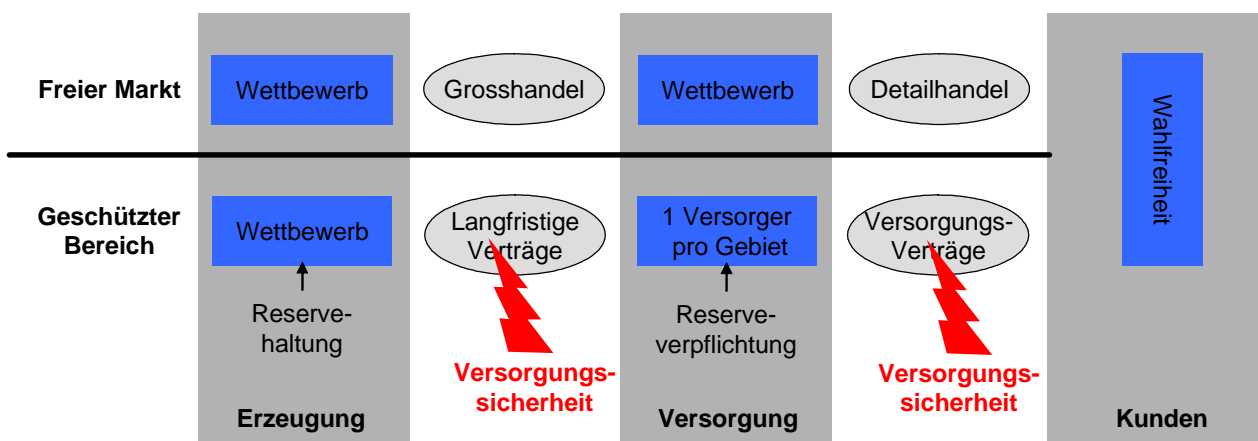 Freier Markt
Wettbewerb
Grosshandel
Wettbewerb
Detailhandel
Wahlfreiheit
Geschützter
Bereich
Wettbewerb
Langfristige
Verträge
1 Versorger
pro Gebiet
Versorgungs-
Verträge
Reserve-
haltung
Reserve-
verpflichtung
Versorgungs-
sicherheit
Versorgungs-
sicherheit
Erzeugung
Versorgung
Kunden